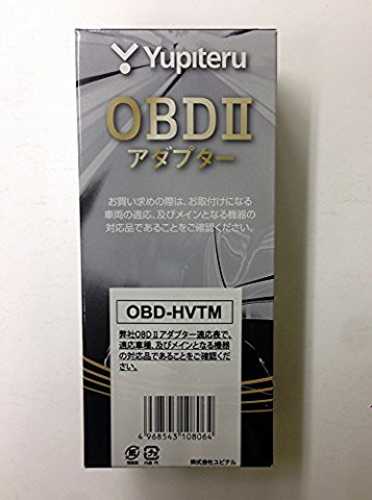 Yupiteru
OBDⅡ
アダプター
お買い求めの際は、お取付けになる
車両の適応、及びメインとなる機器の
対応品であることをご確認ください。
OBD-HVTM
弊社OBDⅡアダプター適応表で、
適応車種、及びメインとなる機器
の対応品であることをご確認くだ
さい。
4 968543 108064
株式会社ユピテル